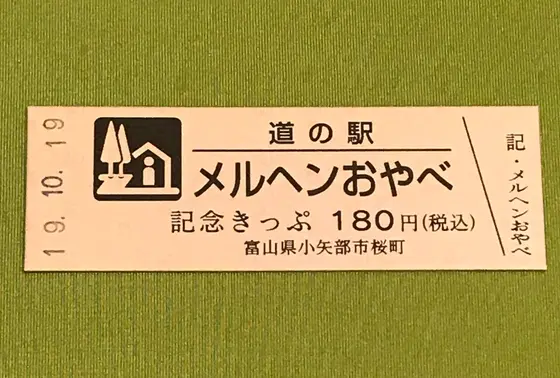 19.10.19
道の駅
メルヘンおやべ
記念きっぷ 180円(税込)
富山県小矢部市桜町
記・メルヘンおやべ